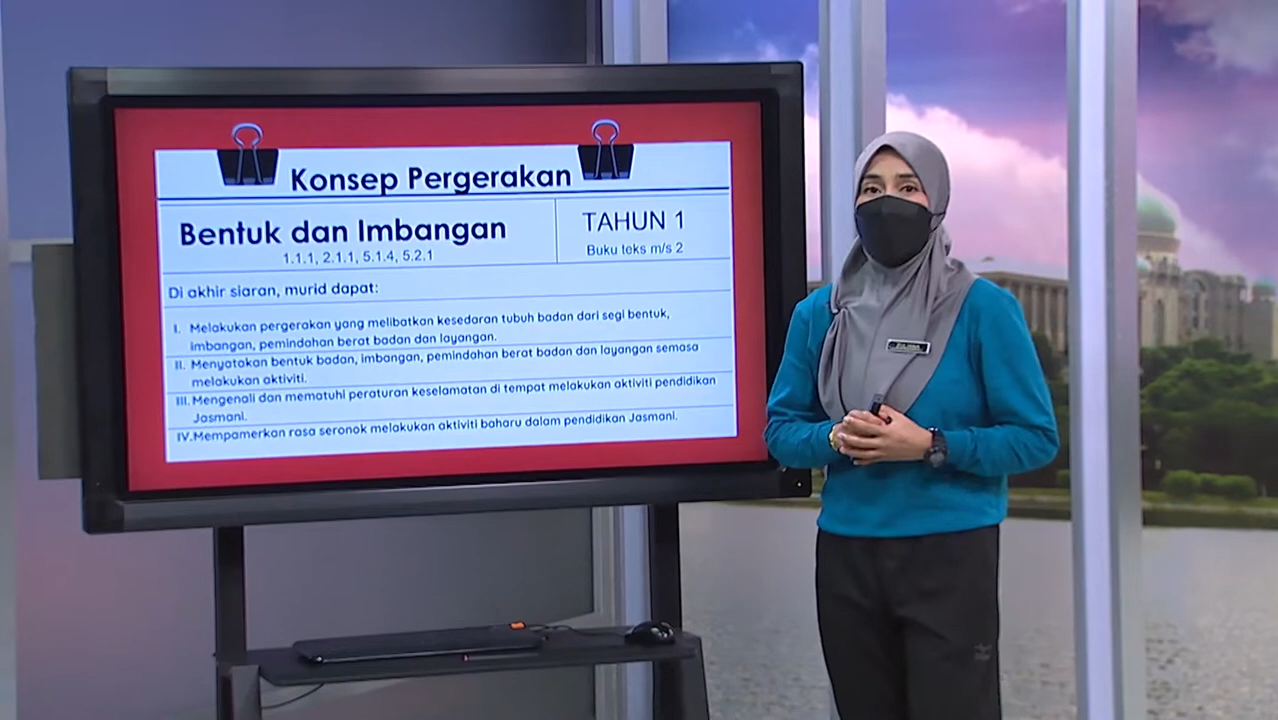 Konsep Pergerakan
Bentuk dan Imbangan
1.1.1, 2.1.1, 5.1.4, 5.2.1
TAHUN 1
Buku teks m/s 2
Di akhir siaran, murid dapat:
I. Melakukan pergerakan yang melibatkan kesedaran tubuh badan dari segi bentuk,
imbangan, pemindahan berat badan dan layangan.
II. Menyatakan bentuk badan, imbangan, pemindahan berat badan dan layangan semasa
melakukan aktiviti.
III. Mengenali dan mematuhi peraturan keselamatan di tempat melakukan aktiviti pendidikan
Jasmani.
IV. Mempamerkan rasa seronok melakukan aktiviti baharu dalam pendidikan Jasmani.